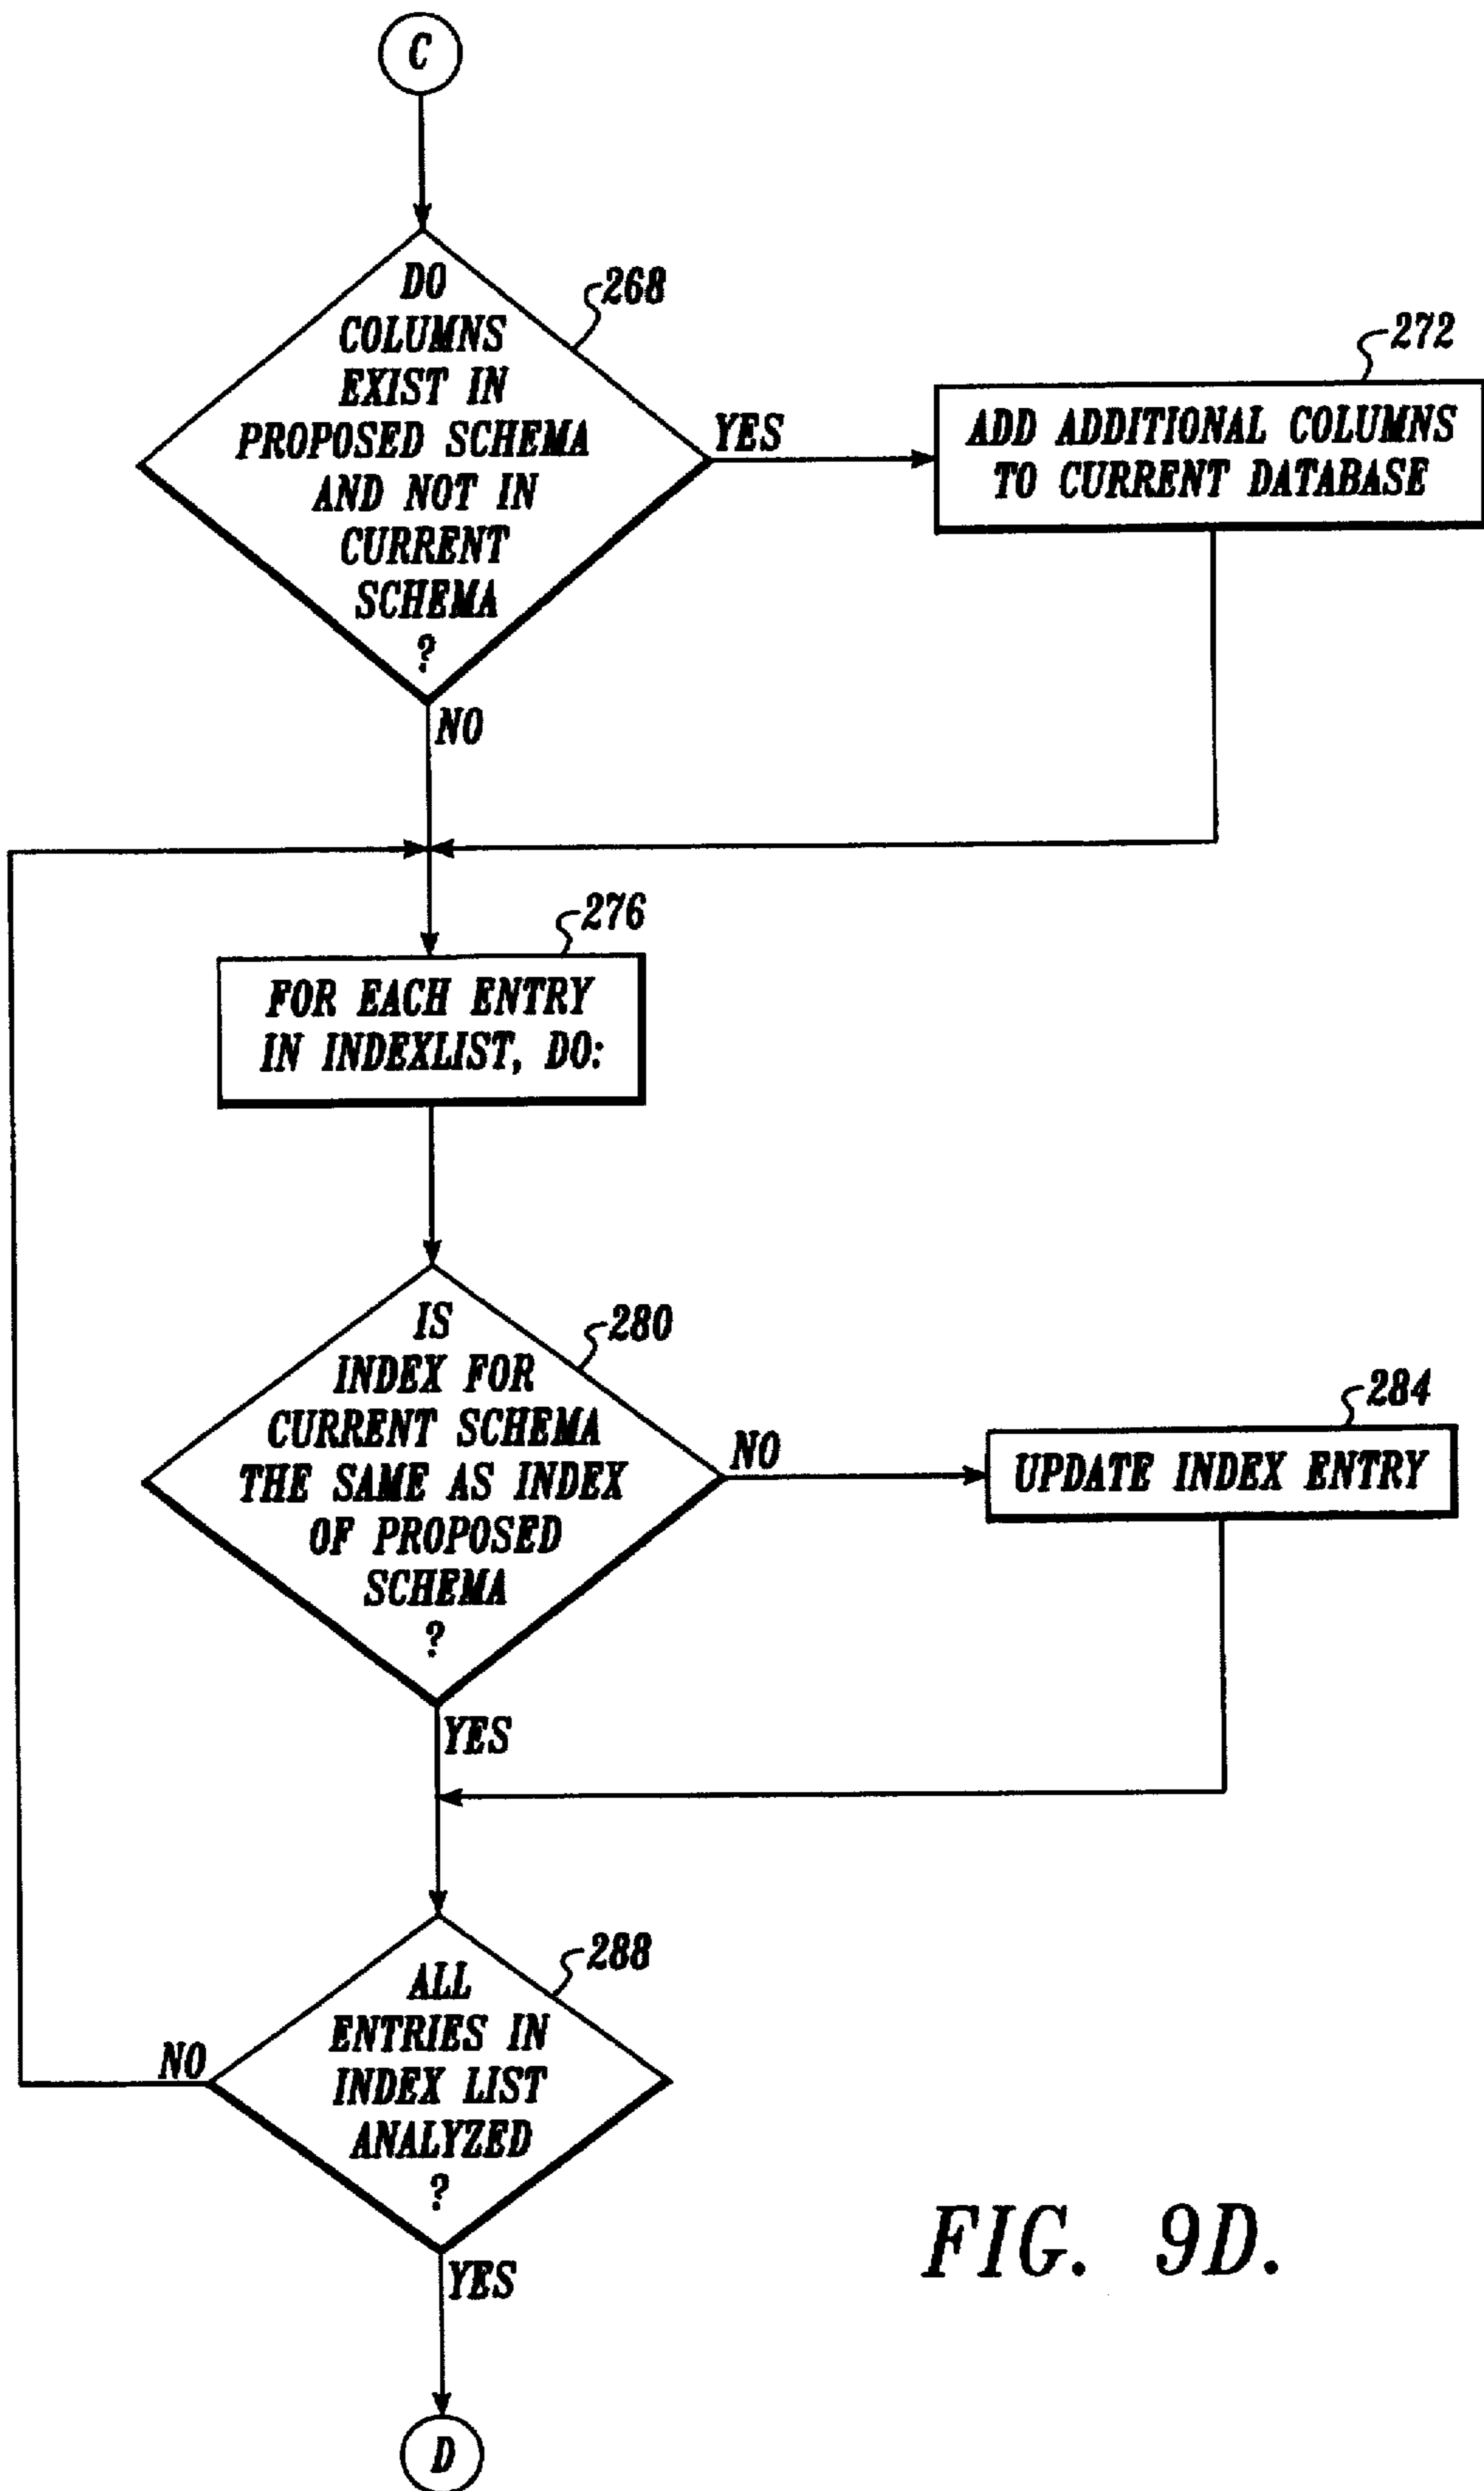 C
DO
COLUMNS
EXIST IN
PROPOSED SCHEMA
AND NOT IN
CURRENT
SCHEMA
?
268
YES
272
ADD ADDITIONAL COLUMNS
TO CURRENT DATABASE
NO
276
FOR EACH ENTRY
IN INDEXLIST, DO:
IS
INDEX FOR
CURRENT SCHEMA
THE SAME AS INDEX
OF PROPOSED
SCHEMA
?
280
NO
284
UPDATE INDEX ENTRY
YES
ALL
ENTRIES IN
INDEX LIST
ANALYZED
?
288
NO
YES
D
FIG. 9D.